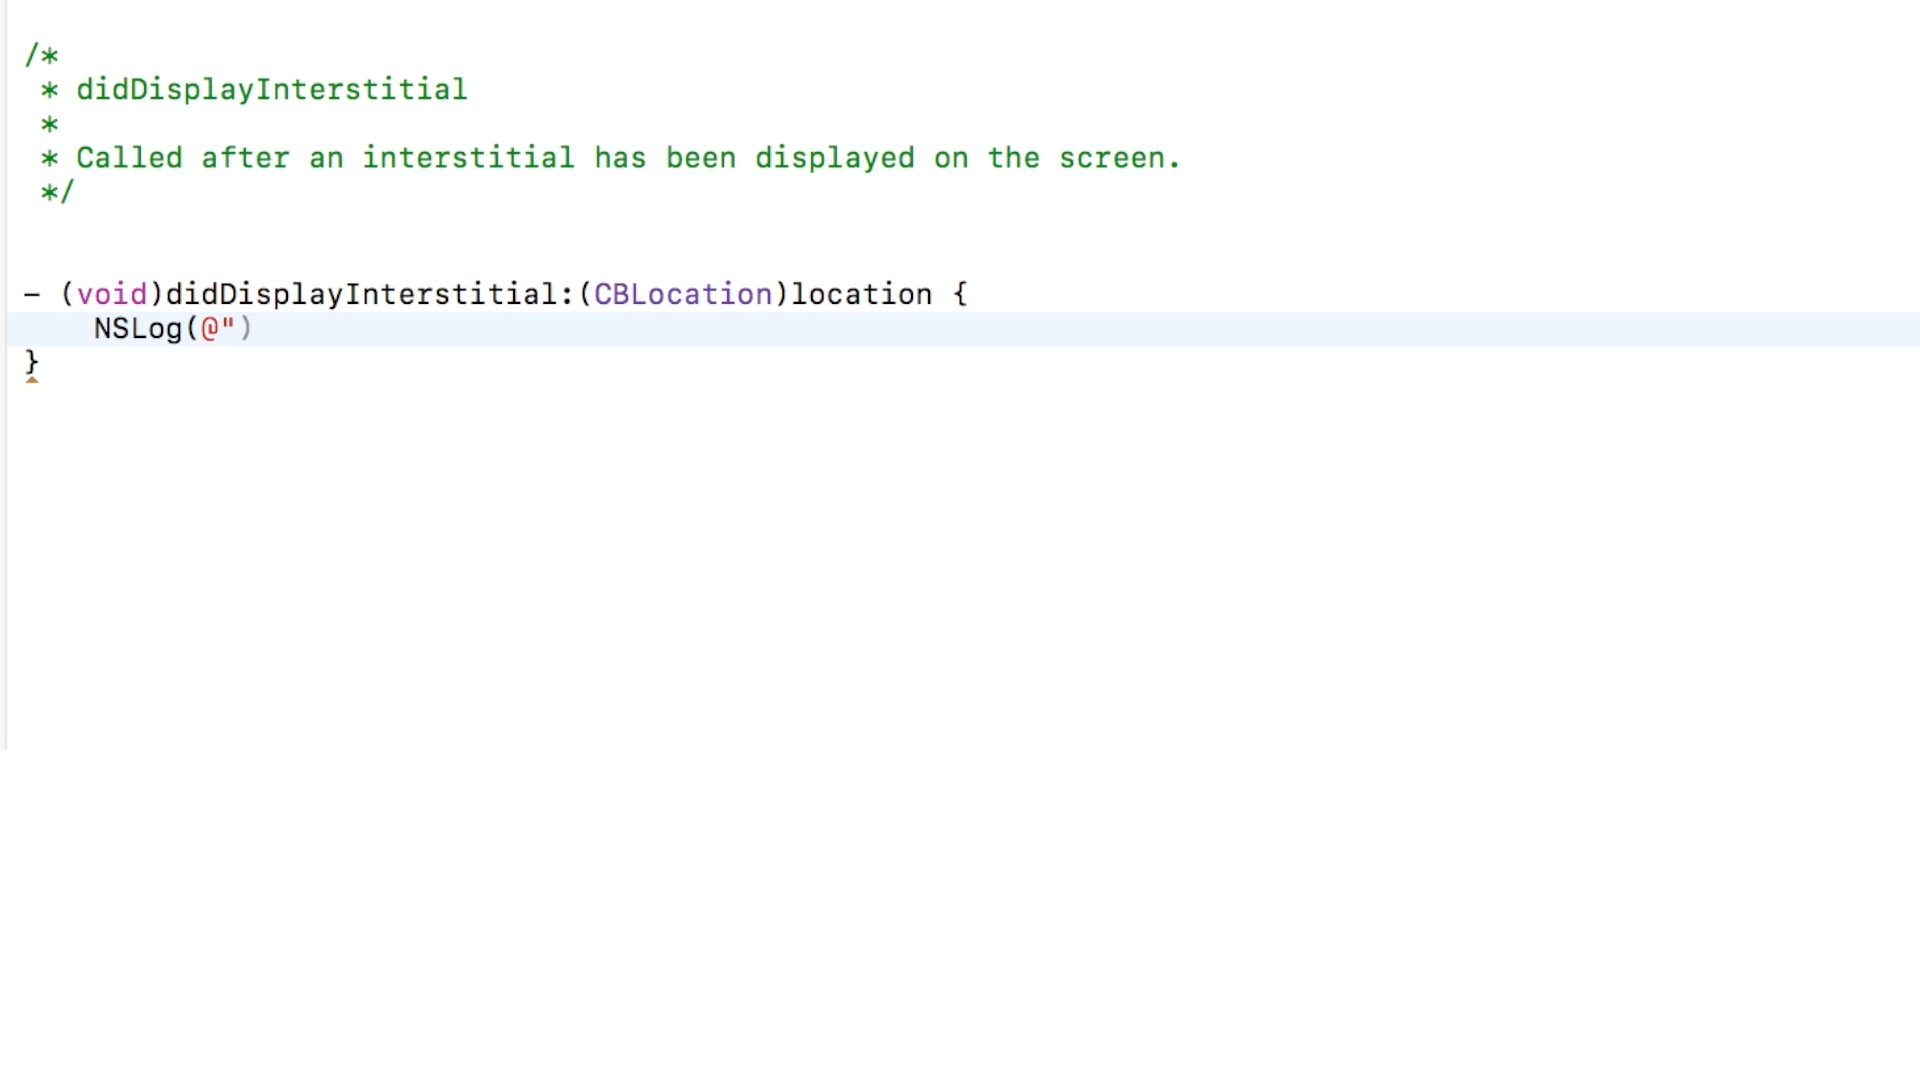 /*
 * didDisplayInterstitial
 *
 * Called after an interstitial has been displayed on the screen.
 */
- (void)didDisplayInterstitial:(CBLocation)location {
    NSLog(@")
}